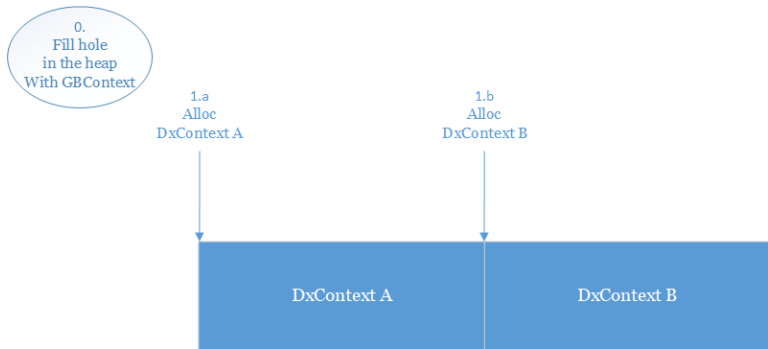 0.
Fill hole
in the heap
With GBContext
1.a
Alloc
DxContext A
1.b
Alloc
DxContext B
DxContext A
DxContext B